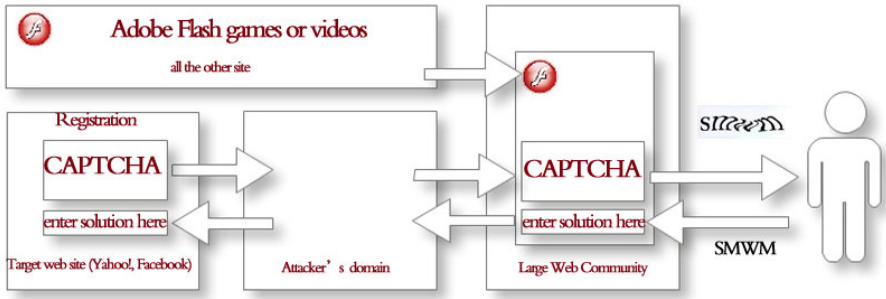 Adobe Flash games or videos
all the other site
Registration
CAPTCHA
enter solution here
Target web site (Yahoo!, Facebook)
Attacker’s domain
CAPTCHA
enter solution here
Large Web Community
smwm
SMWM